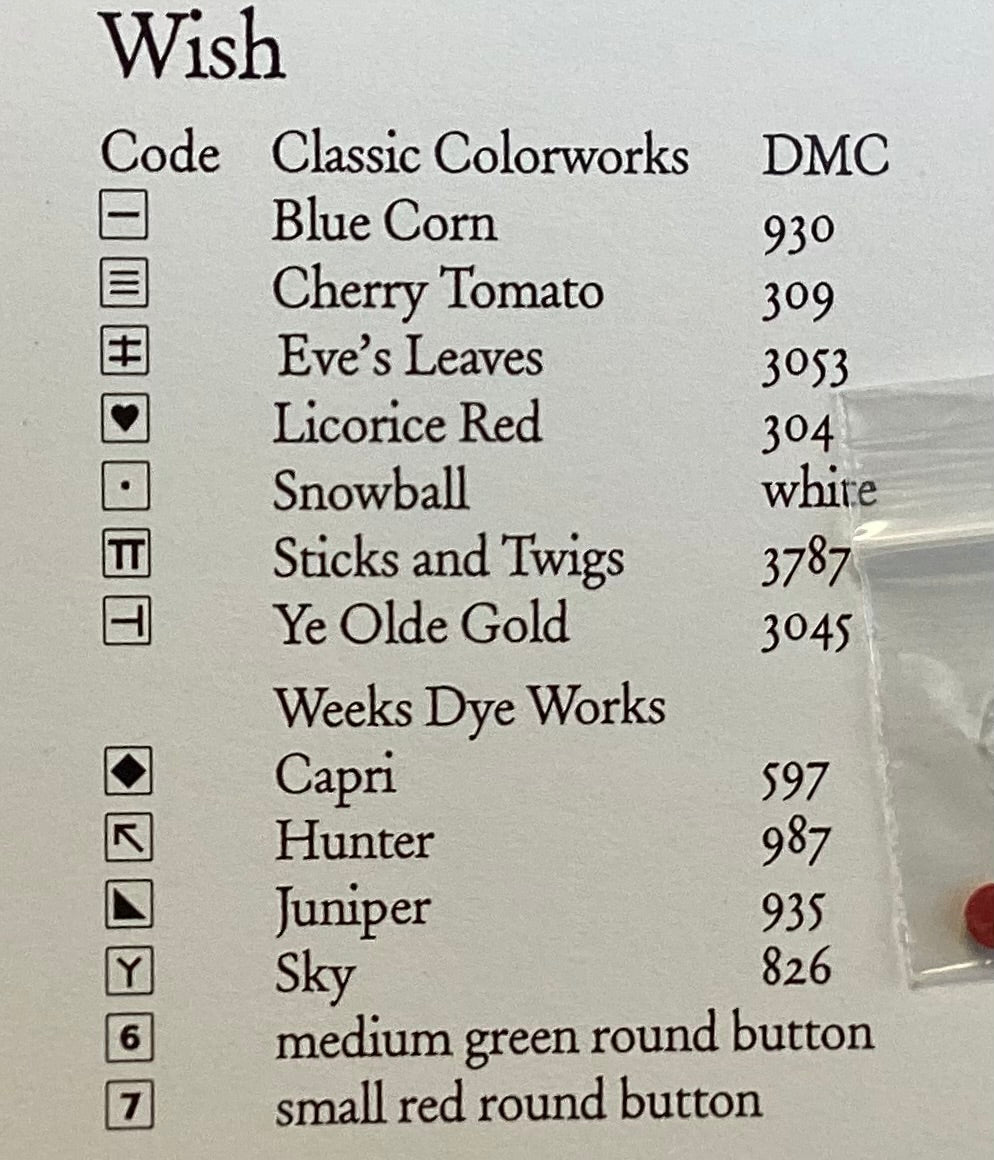 Wish
Code Classic Colorworks DMC
Blue Corn 930
Cherry Tomato 309
Eve's Leaves 3053
Licorice Red 304
Snowball white
Sticks and Twigs 3787
Ye Olde Gold 3045
Weeks Dye Works
Capri 597
Hunter 987
Juniper 935
Y Sky 826
6 medium green round button
7 small red round button